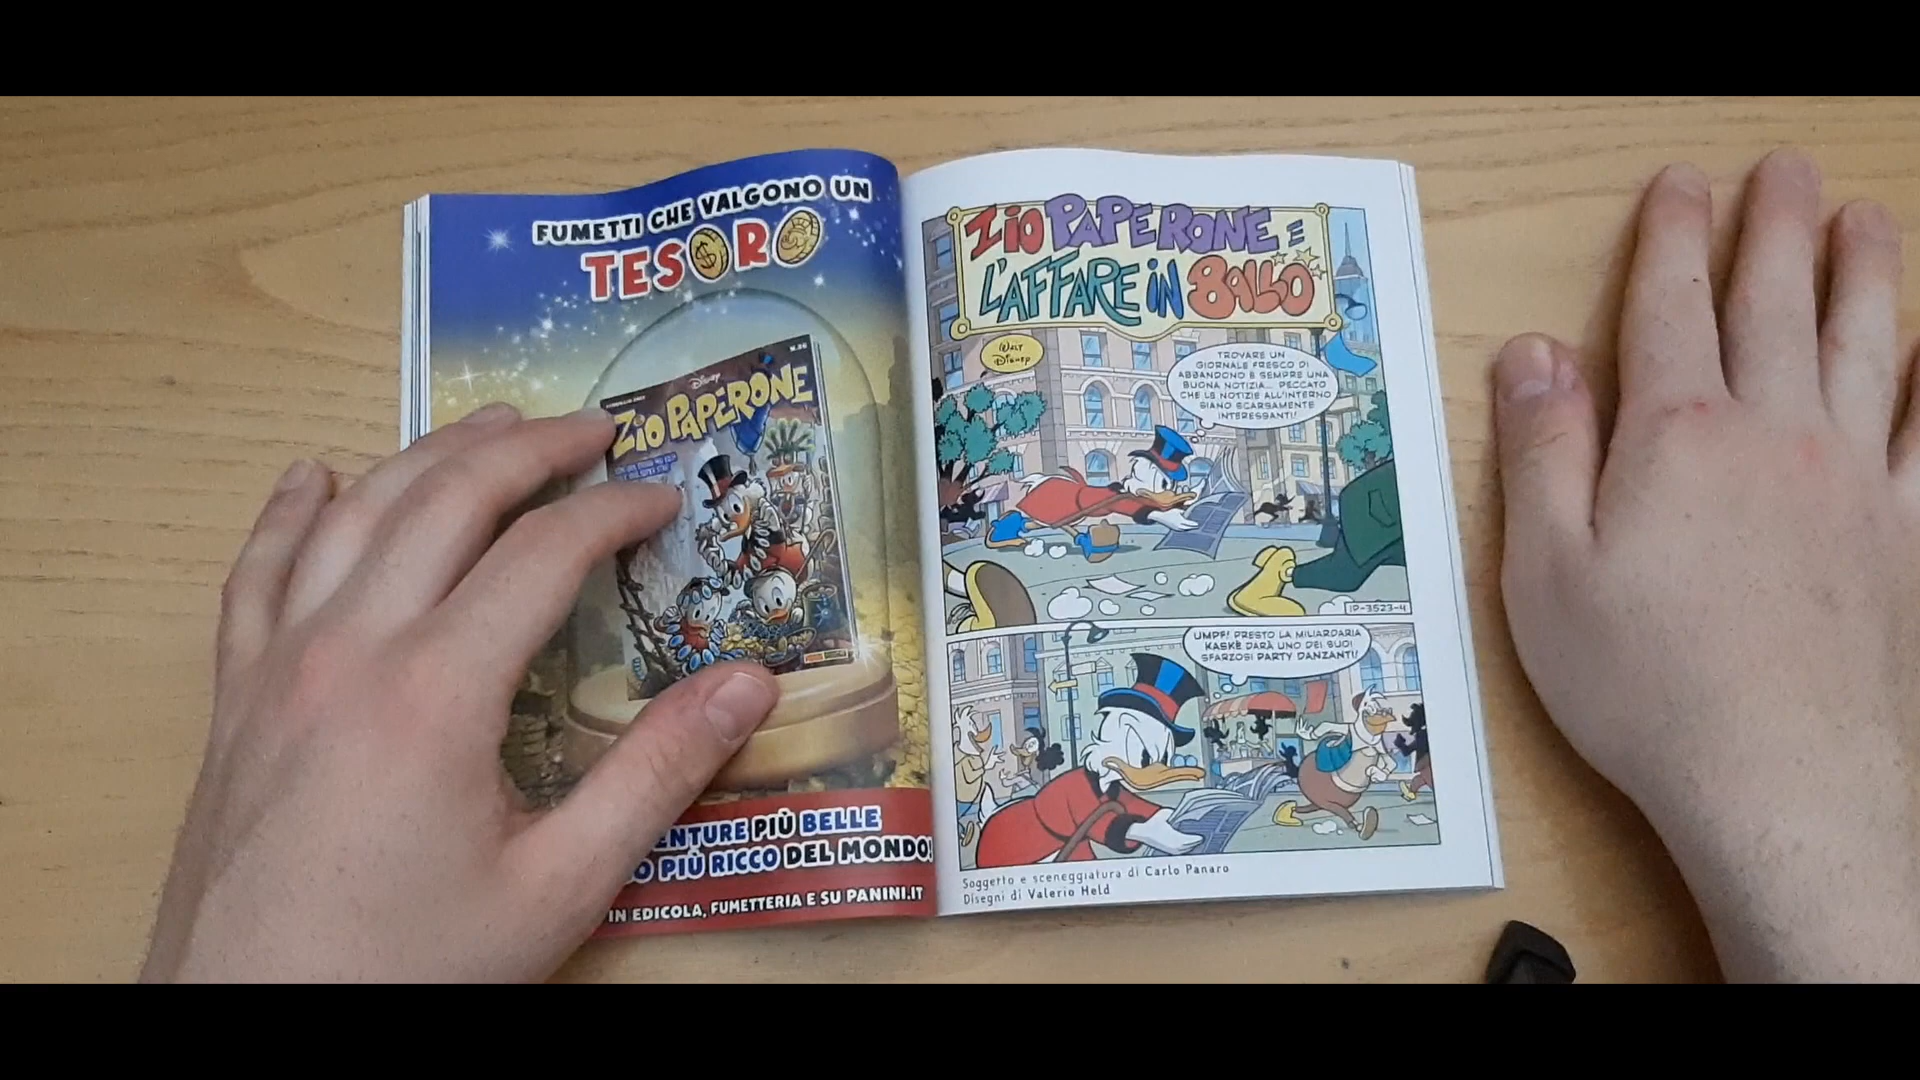 FUMETTI CHE VALGONO UN
TESORO
Disney
ZIO PAPERONE
ENTURE PIÙ BELLE
O PIÙ RICCO DEL MONDO!
IN EDICOLA, FUMETTERIA E SU PANINI.IT
ZIO PAPERONE E
L'AFFARE IN BALLO
WALT
DISNEY
TROVARE UN
GIORNALE FRESCO DI
ABBANDONO È SEMPRE UNA
BUONA NOTIZIA... PECCATO
CHE LE NOTIZIE ALL'INTERNO
SIANO SCARSAMENTE
INTERESSANTI!
IP-3523-4
UMPF! PRESTO LA MILIARDARIA
KASKÈ DARÀ UNO DEI SUOI
SFARZOSI PARTY DANZANTI!
Soggetto e sceneggiatura di Carlo Panaro
Disegni di Valerio Held